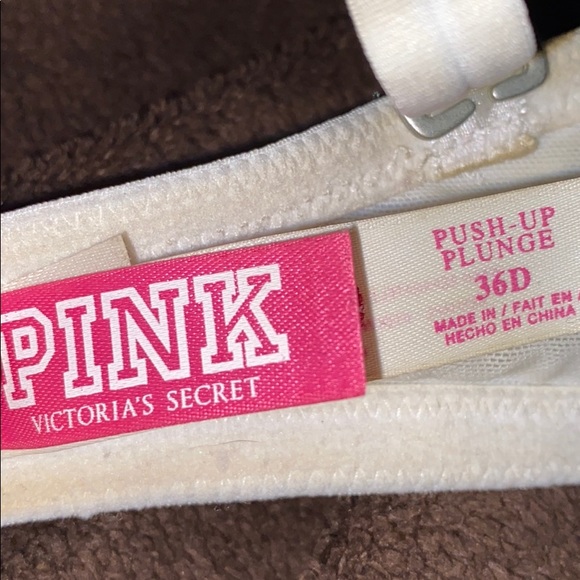 PINK
VICTORIA'S SECRET
PUSH-UP
PLUNGE
36D
MADE IN / FAIT EN /
HECHO EN CHINA